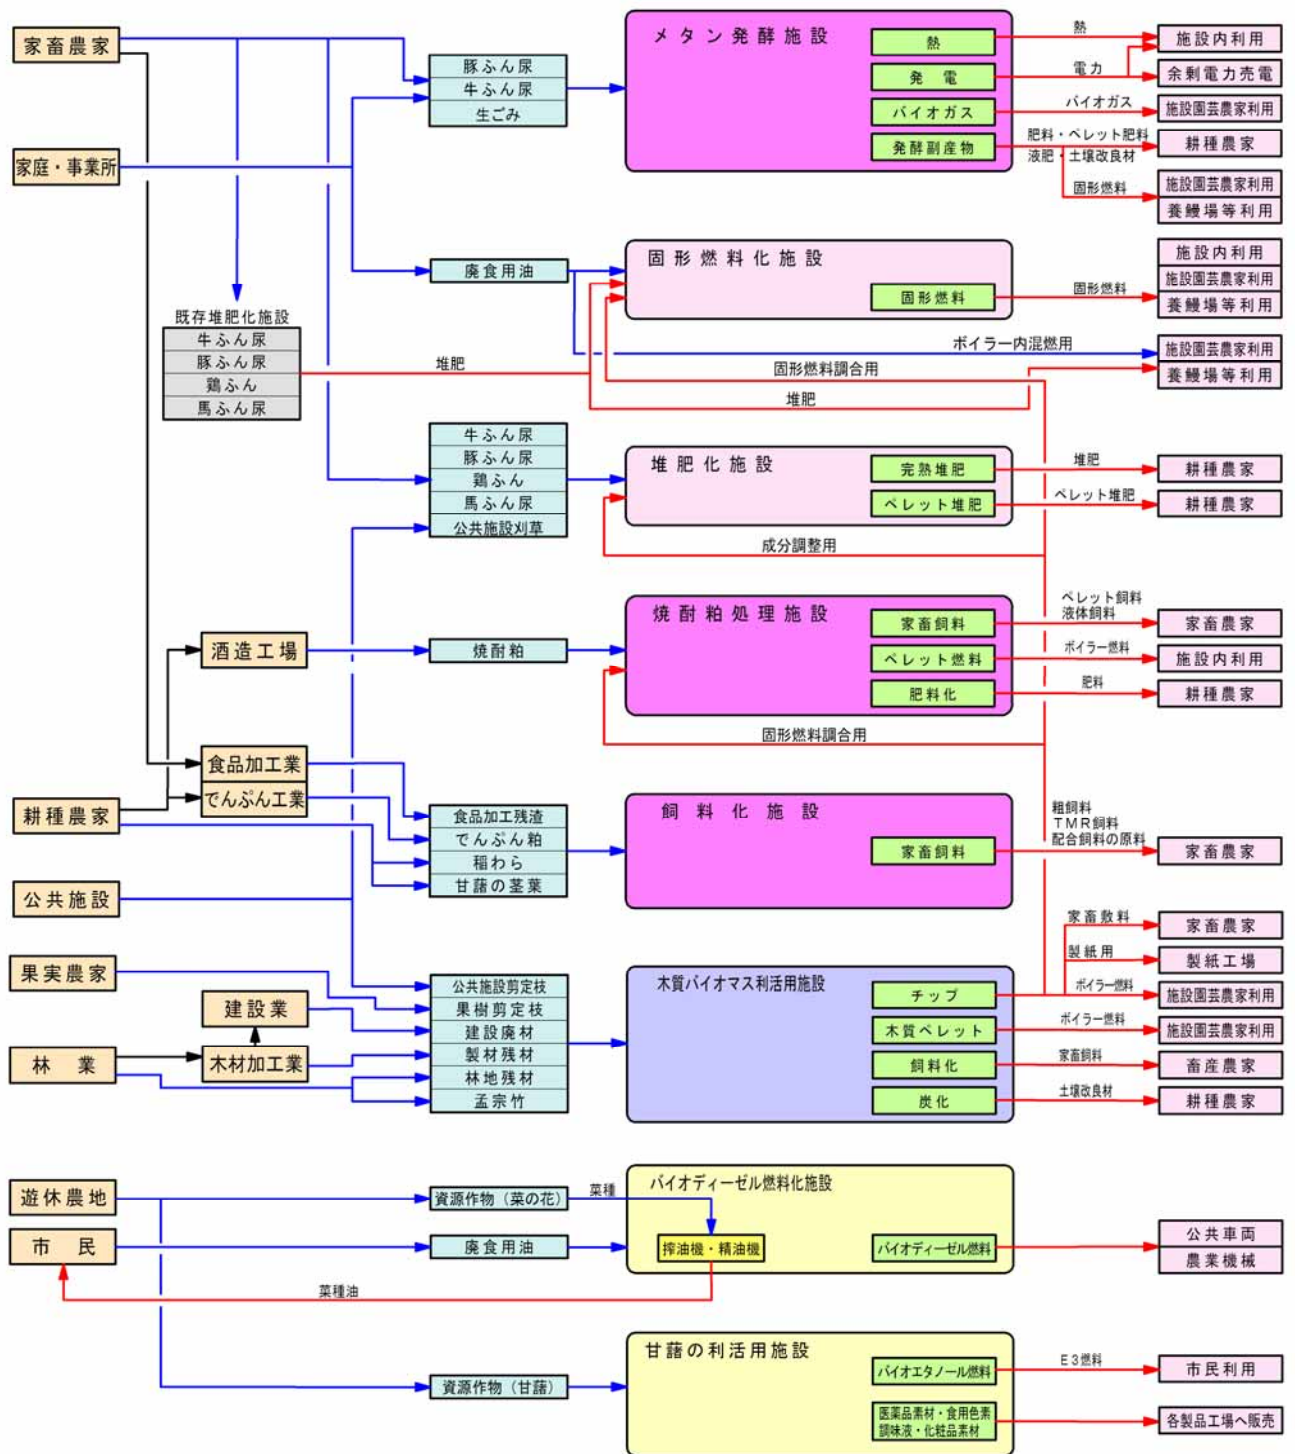 家畜農家
家庭・事業所
豚ふん尿
牛ふん尿
生ごみ
メタン発酵施設
熱
発電
バイオガス
発酵副産物
熱
電力
バイオガス
肥料・ペレット肥料
液肥・土壌改良材
固形燃料
施設内利用
余剰電力売電
施設園芸農家利用
耕種農家
施設園芸農家利用
養鰻場等利用
廃食用油
固形燃料化施設
固形燃料
固形燃料
施設内利用
施設園芸農家利用
養鰻場等利用
既存堆肥化施設
牛ふん尿
豚ふん尿
鶏ふん
馬ふん尿
堆肥
ボイラー内混燃用
固形燃料調合用
堆肥
施設園芸農家利用
養鰻場等利用
牛ふん尿
豚ふん尿
鶏ふん
馬ふん尿
公共施設刈草
堆肥化施設
完熟堆肥
ペレット堆肥
堆肥
ペレット堆肥
耕種農家
耕種農家
成分調整用
酒造工場
焼酎粕
焼酎粕処理施設
家畜飼料
ペレット燃料
肥料化
ペレット飼料
液体飼料
ボイラー燃料
肥料
家畜農家
施設内利用
耕種農家
固形燃料調合用
食品加工業
でんぷん工業
耕種農家
公共施設
食品加工残渣
でんぷん粕
稲わら
甘藷の茎葉
飼料化施設
家畜飼料
粗飼料
TMR飼料
配合飼料の原料
家畜農家
果実農家
建設業
林業
木材加工業
公共施設剪定枝
果樹剪定枝
建設廃材
製材残材
林地残材
孟宗竹
木質バイオマス利活用施設
チップ
木質ペレット
飼料化
炭化
家畜敷料
製紙用
ボイラー燃料
ボイラー燃料
家畜飼料
土壌改良材
家畜農家
製紙工場
施設園芸農家利用
施設園芸農家利用
畜産農家
耕種農家
遊休農地
市民
資源作物(菜の花)
廃食用油
菜種
菜種油
バイオディーゼル燃料化施設
搾油機・精油機
バイオディーゼル燃料
公共車両
農業機械
資源作物(甘藷)
甘藷の利活用施設
バイオエタノール燃料
医薬品素材・食用色素
調味液・化粧品素材
E3燃料
市民利用
各製品工場へ販売